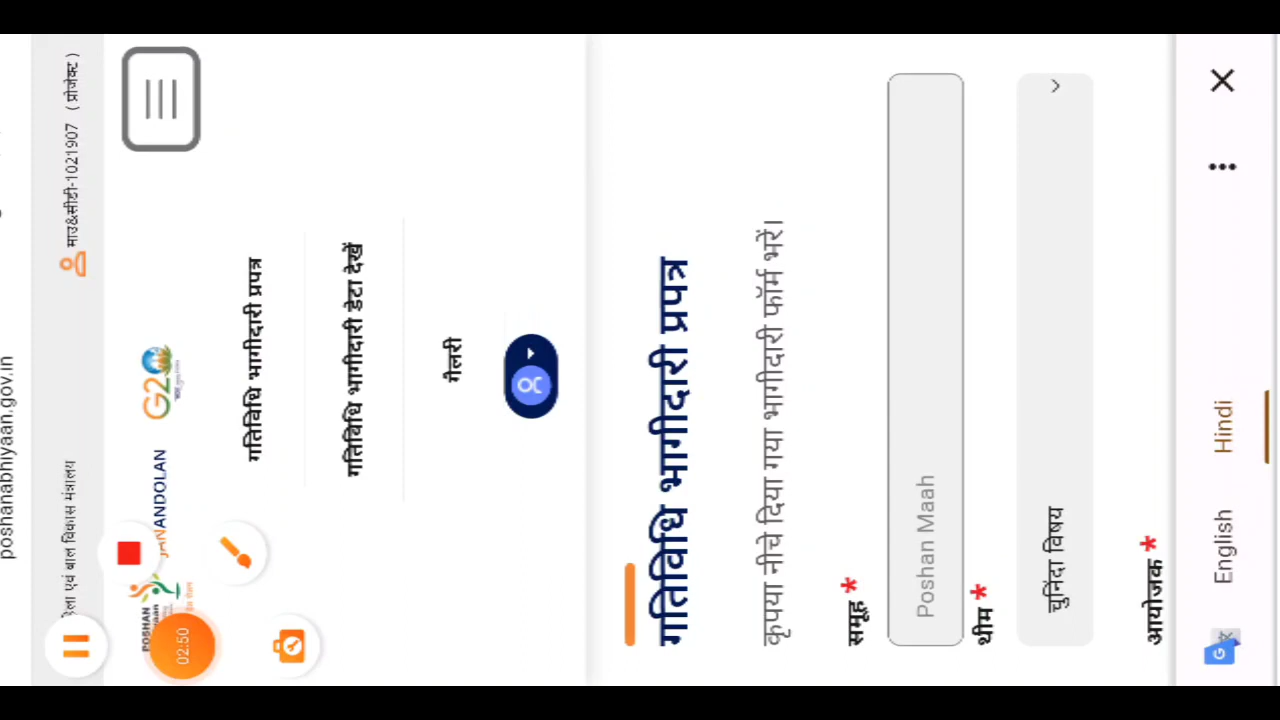 poshanabhiyaan.gov.in
एवं बाल विकास मंत्रालय
माउ&सीडी-1021907 ( प्रोजेक्ट )
POSHAN
JANANDOLAN
G20
गतिविधि भागीदारी प्रपत्र
गतिविधि भागीदारी डेटा देखें
गैलरी
गतिविधि भागीदारी प्रपत्र
कृपया नीचे दिया गया भागीदारी फॉर्म भरें।
समूह *
Poshan Maah
थीम *
चुनिंदा विषय
आयोजक *
English
Hindi
02:50